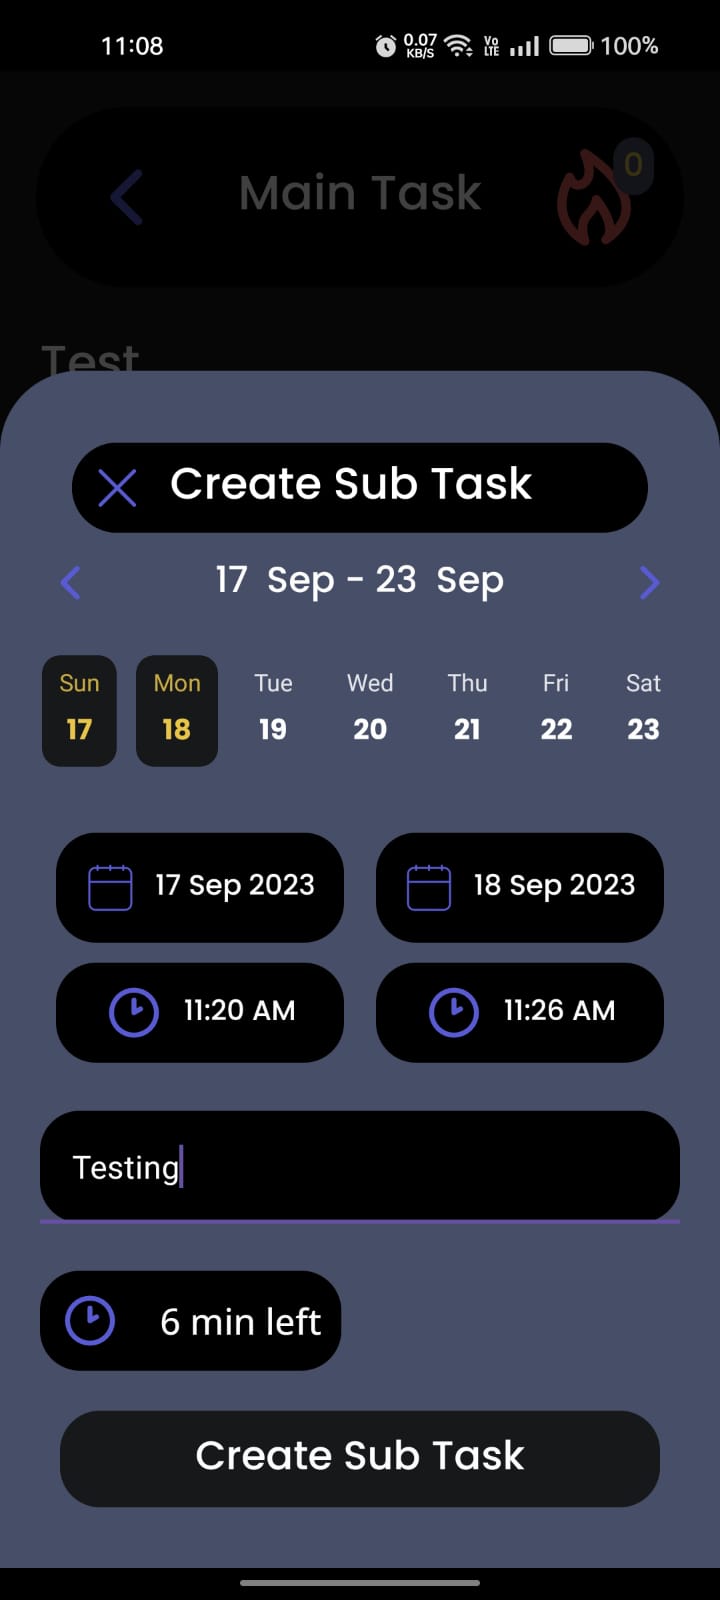 11:08 0.07 KB/S Vo LTE 100%
Main Task 0
Test
Create Sub Task
17 Sep - 23 Sep
Sun Mon Tue Wed Thu Fri Sat
17 18 19 20 21 22 23
17 Sep 2023 18 Sep 2023
11:20 AM 11:26 AM
Testing
6 min left
Create Sub Task